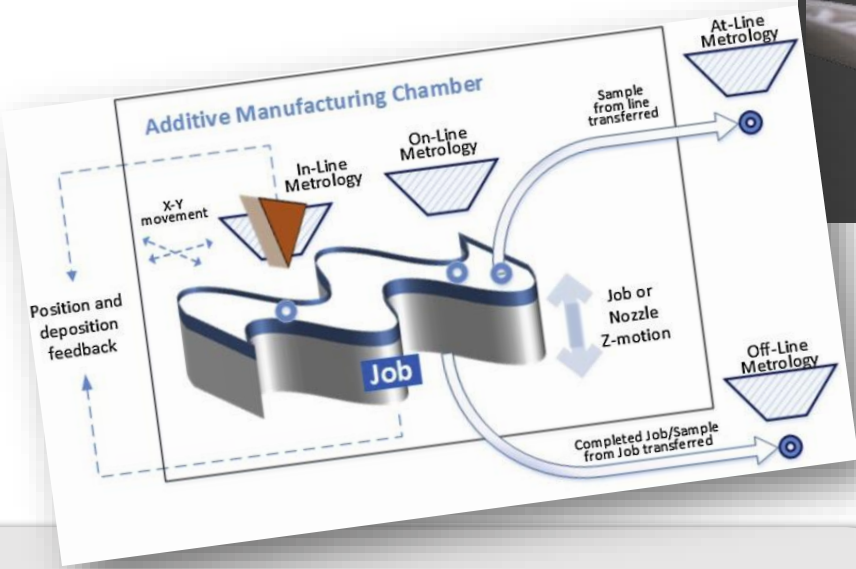 At-Line
Metrology
Additive Manufacturing Chamber
Sample
from line
transferred
On-Line
Metrology
In-Line
Metrology
X-Y
movement
Position and
deposition
feedback
Job or
Nozzle
Z-motion
Job
Off-Line
Metrology
Completed Job/Sample
from Job transferred